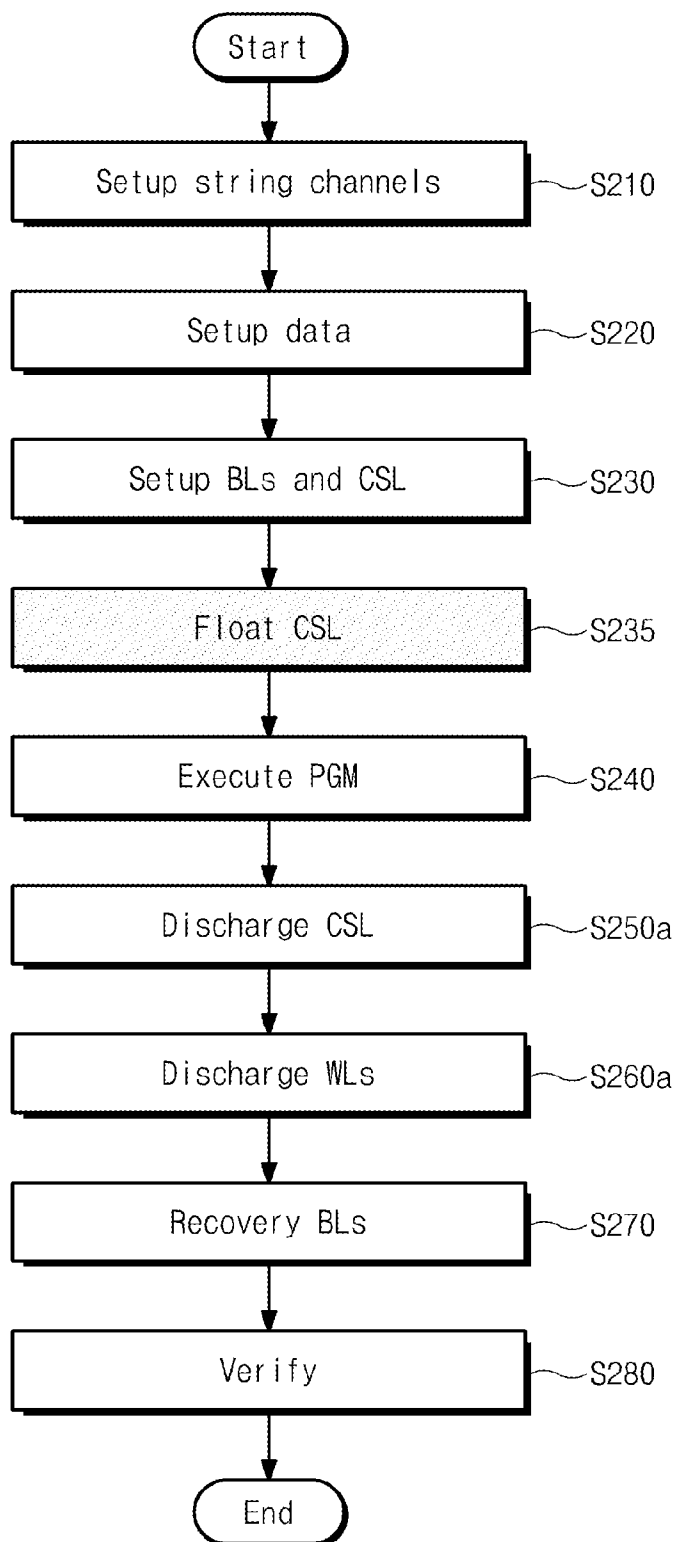 Start
Setup string channels
S210
Setup data
S220
Setup BLs and CSL
S230
Float CSL
S235
Execute PGM
S240
Discharge CSL
S250a
Discharge WLs
S260a
Recovery BLs
S270
Verify
S280
End